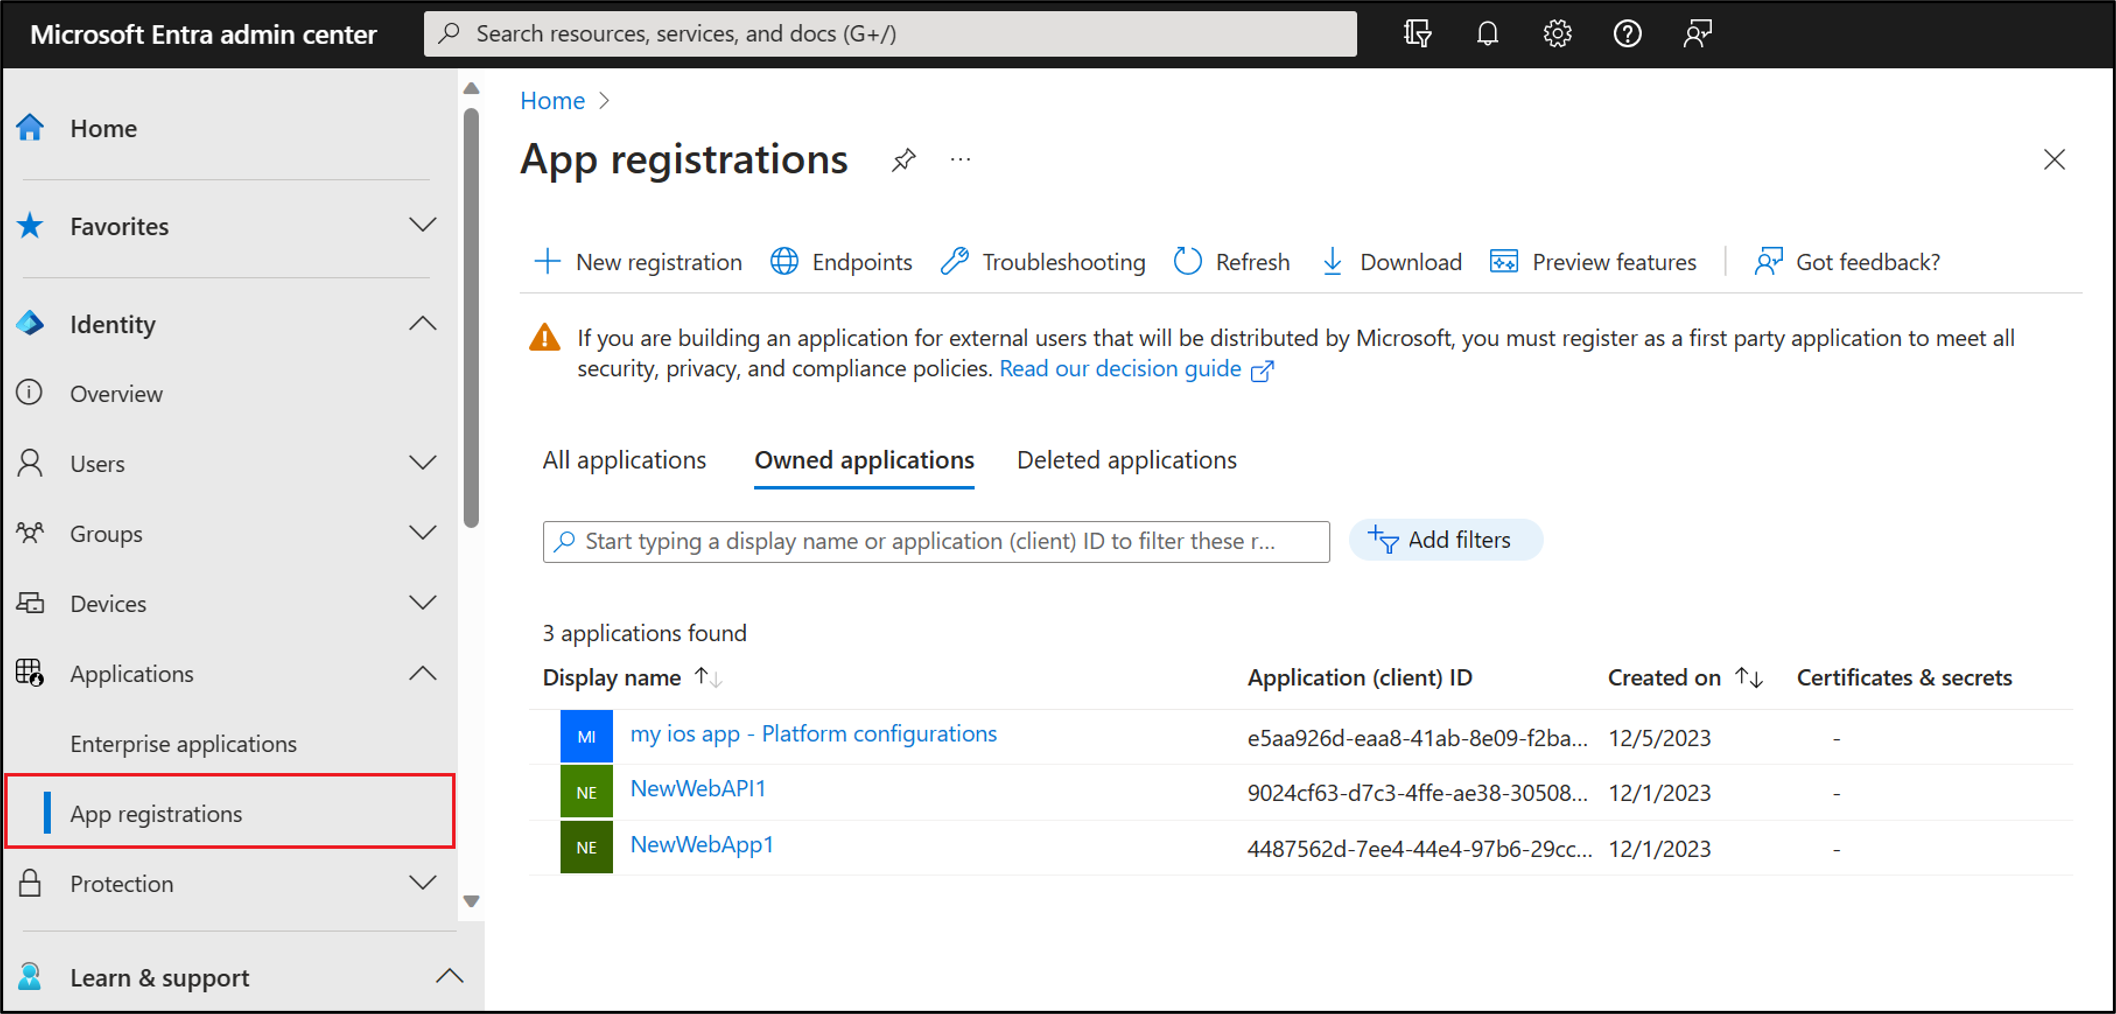 Microsoft Entra admin center
Search resources, services, and docs (G+/)
Home
Favorites
Identity
Overview
Users
Groups
Devices
Applications
Enterprise applications
App registrations
Protection
Learn & support
Home
App registrations
New registration
Endpoints
Troubleshooting
Refresh
Download
Preview features
Got feedback?
If you are building an application for external users that will be distributed by Microsoft, you must register as a first party application to meet all
security, privacy, and compliance policies. Read our decision guide
All applications
Owned applications
Deleted applications
Start typing a display name or application (client) ID to filter these r...
Add filters
3 applications found
Display name Application (client) ID Created on Certificates & secrets
MI my ios app - Platform configurations e5aa926d-eaa8-41ab-8e09-f2ba... 12/5/2023 -
NE NewWebAPI1 9024cf63-d7c3-4ffe-ae38-30508... 12/1/2023 -
NE NewWebApp1 4487562d-7ee4-44e4-97b6-29cc... 12/1/2023 -